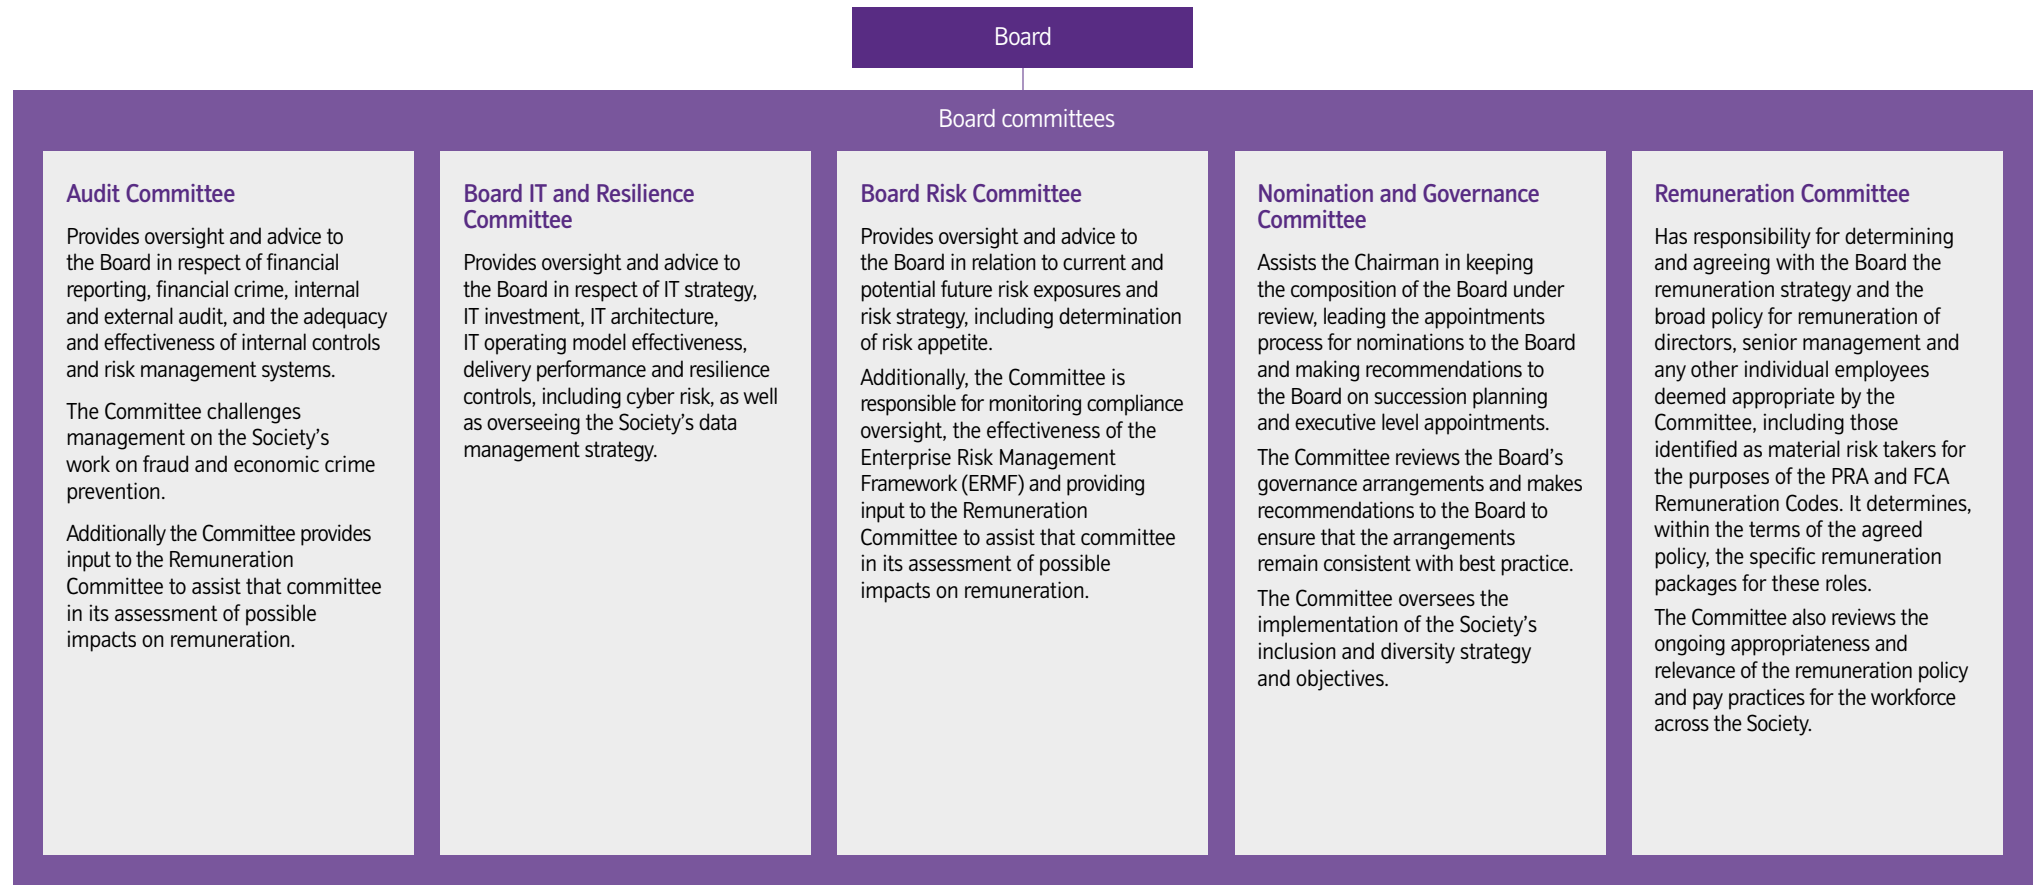 Board
Board committees
Audit Committee
Provides oversight and advice to
the Board in respect of financial
reporting, financial crime, internal
and external audit, and the adequacy
and effectiveness of internal controls
and risk management systems.
The Committee challenges
management on the Society’s
work on fraud and economic crime
prevention.
Additionally the Committee provides
input to the Remuneration
Committee to assist that committee
in its assessment of possible
impacts on remuneration.
Board IT and Resilience
Committee
Provides oversight and advice to
the Board in respect of IT strategy,
IT investment, IT architecture,
IT operating model effectiveness,
delivery performance and resilience
controls, including cyber risk, as well
as overseeing the Society’s data
management strategy.
Board Risk Committee
Provides oversight and advice to
the Board in relation to current and
potential future risk exposures and
risk strategy, including determination
of risk appetite.
Additionally, the Committee is
responsible for monitoring compliance
oversight, the effectiveness of the
Enterprise Risk Management
Framework (ERMF) and providing
input to the Remuneration
Committee to assist that committee
in its assessment of possible
impacts on remuneration.
Nomination and Governance
Committee
Assists the Chairman in keeping
the composition of the Board under
review, leading the appointments
process for nominations to the Board
and making recommendations to
the Board on succession planning
and executive level appointments.
The Committee reviews the Board’s
governance arrangements and makes
recommendations to the Board to
ensure that the arrangements
remain consistent with best practice.
The Committee oversees the
implementation of the Society’s
inclusion and diversity strategy
and objectives.
Remuneration Committee
Has responsibility for determining
and agreeing with the Board the
remuneration strategy and the
broad policy for remuneration of
directors, senior management and
any other individual employees
deemed appropriate by the
Committee, including those
identified as material risk takers for
the purposes of the PRA and FCA
Remuneration Codes. It determines,
within the terms of the agreed
policy, the specific remuneration
packages for these roles.
The Committee also reviews the
ongoing appropriateness and
relevance of the remuneration policy
and pay practices for the workforce
across the Society.